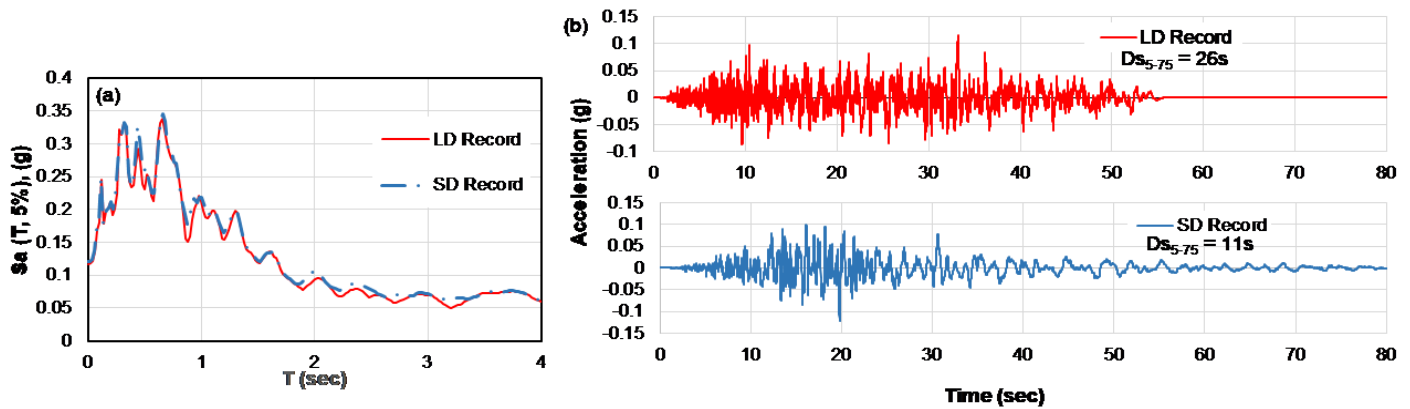 (a)
Sa (T, 5%), (g)
0.4
0.35
0.3
0.25
0.2
0.15
0.1
0.05
0
LD Record
SD Record
0 1 2 3 4
T (sec)
(b)
Acceleration (g)
0.15
0.1
0.05
0
-0.05
-0.1
LD Record
Ds5-75 = 26s
0 10 20 30 40 50 60 70 80
0.15
0.1
0.05
0
-0.05
-0.1
-0.15
SD Record
Ds5-75 = 11s
0 10 20 30 40 50 60 70 80
Time (sec)